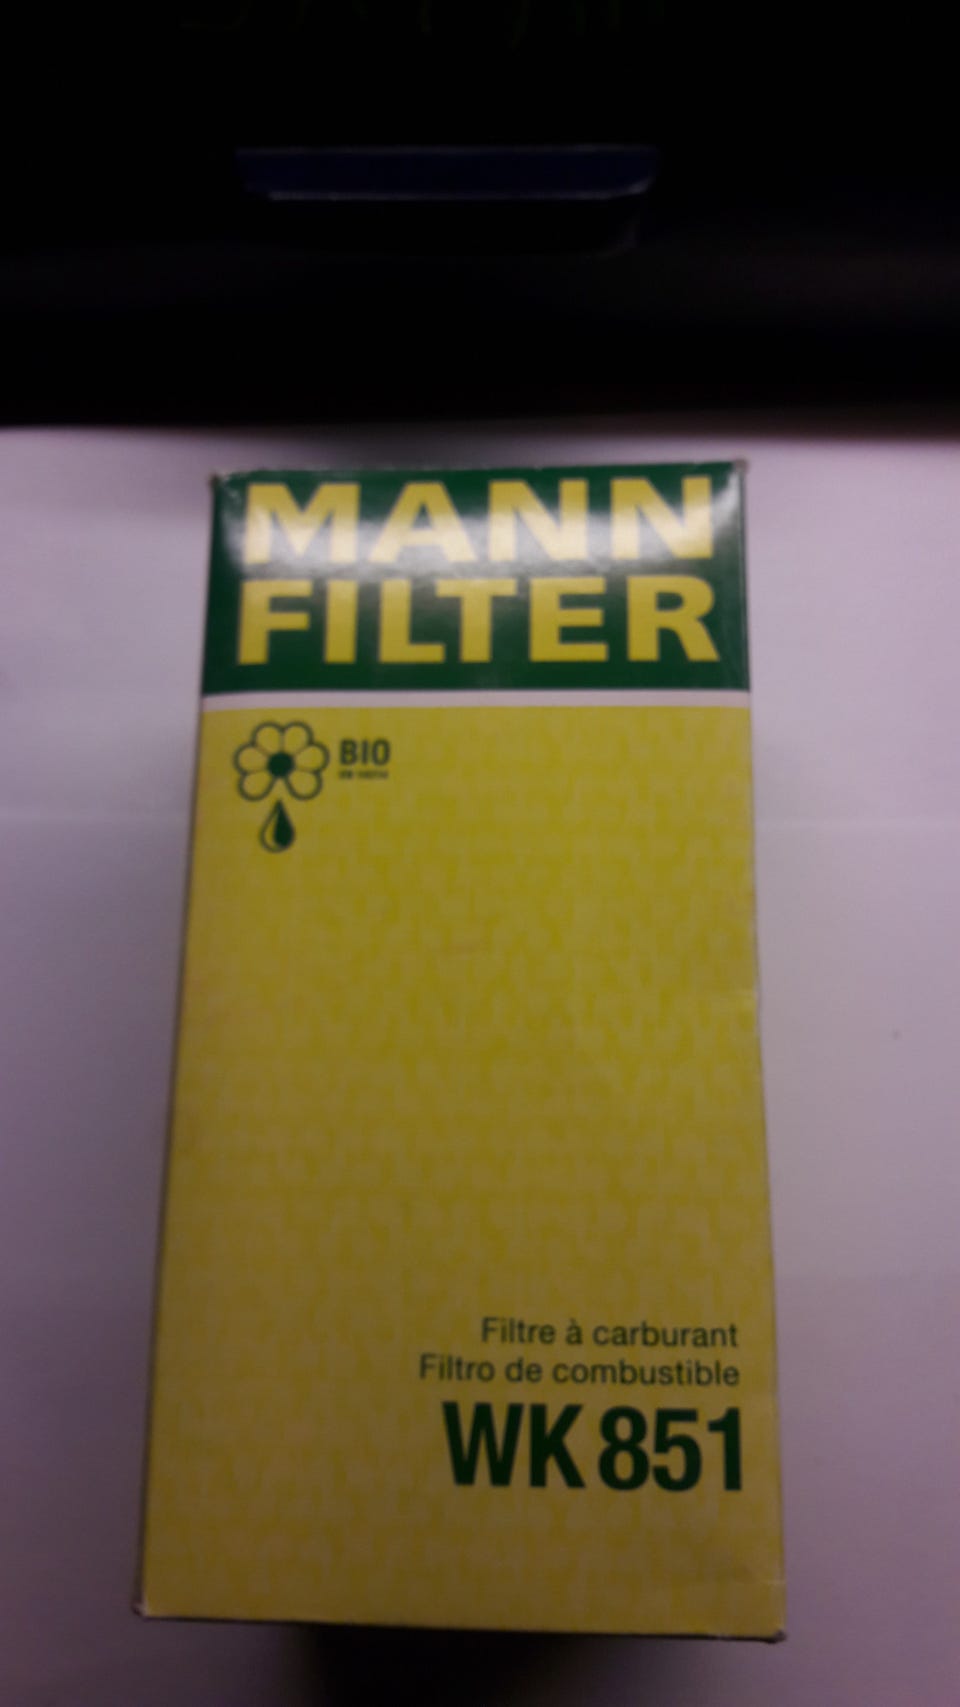 MANN
FILTER
BIO
Filtre à carburant
Filtro de combustible
WK 851